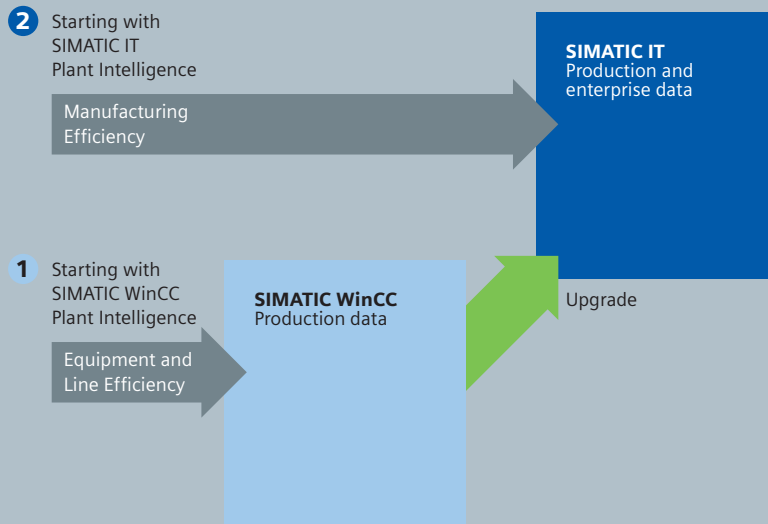 2
Starting with
SIMATIC IT
Plant Intelligence
Manufacturing
Efficiency
SIMATIC IT
Production and
enterprise data
1
Starting with
SIMATIC WinCC
Plant Intelligence
Equipment and
Line Efficiency
SIMATIC WinCC
Production data
Upgrade